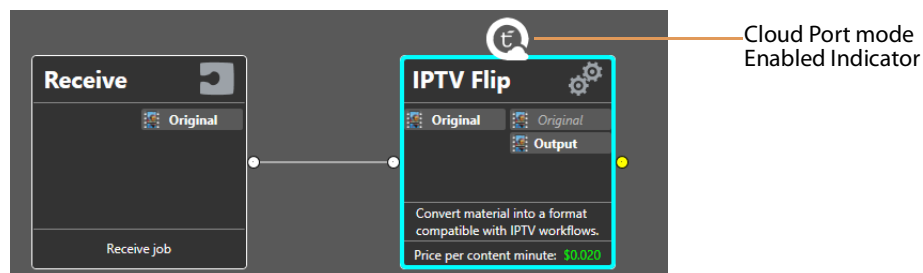 Cloud Port mode
Enabled Indicator
Receive
Original
Receive job
IPTV Flip
Original
Original
Output
Convert material into a format
compatible with IPTV workflows.
Price per content minute: $0.020